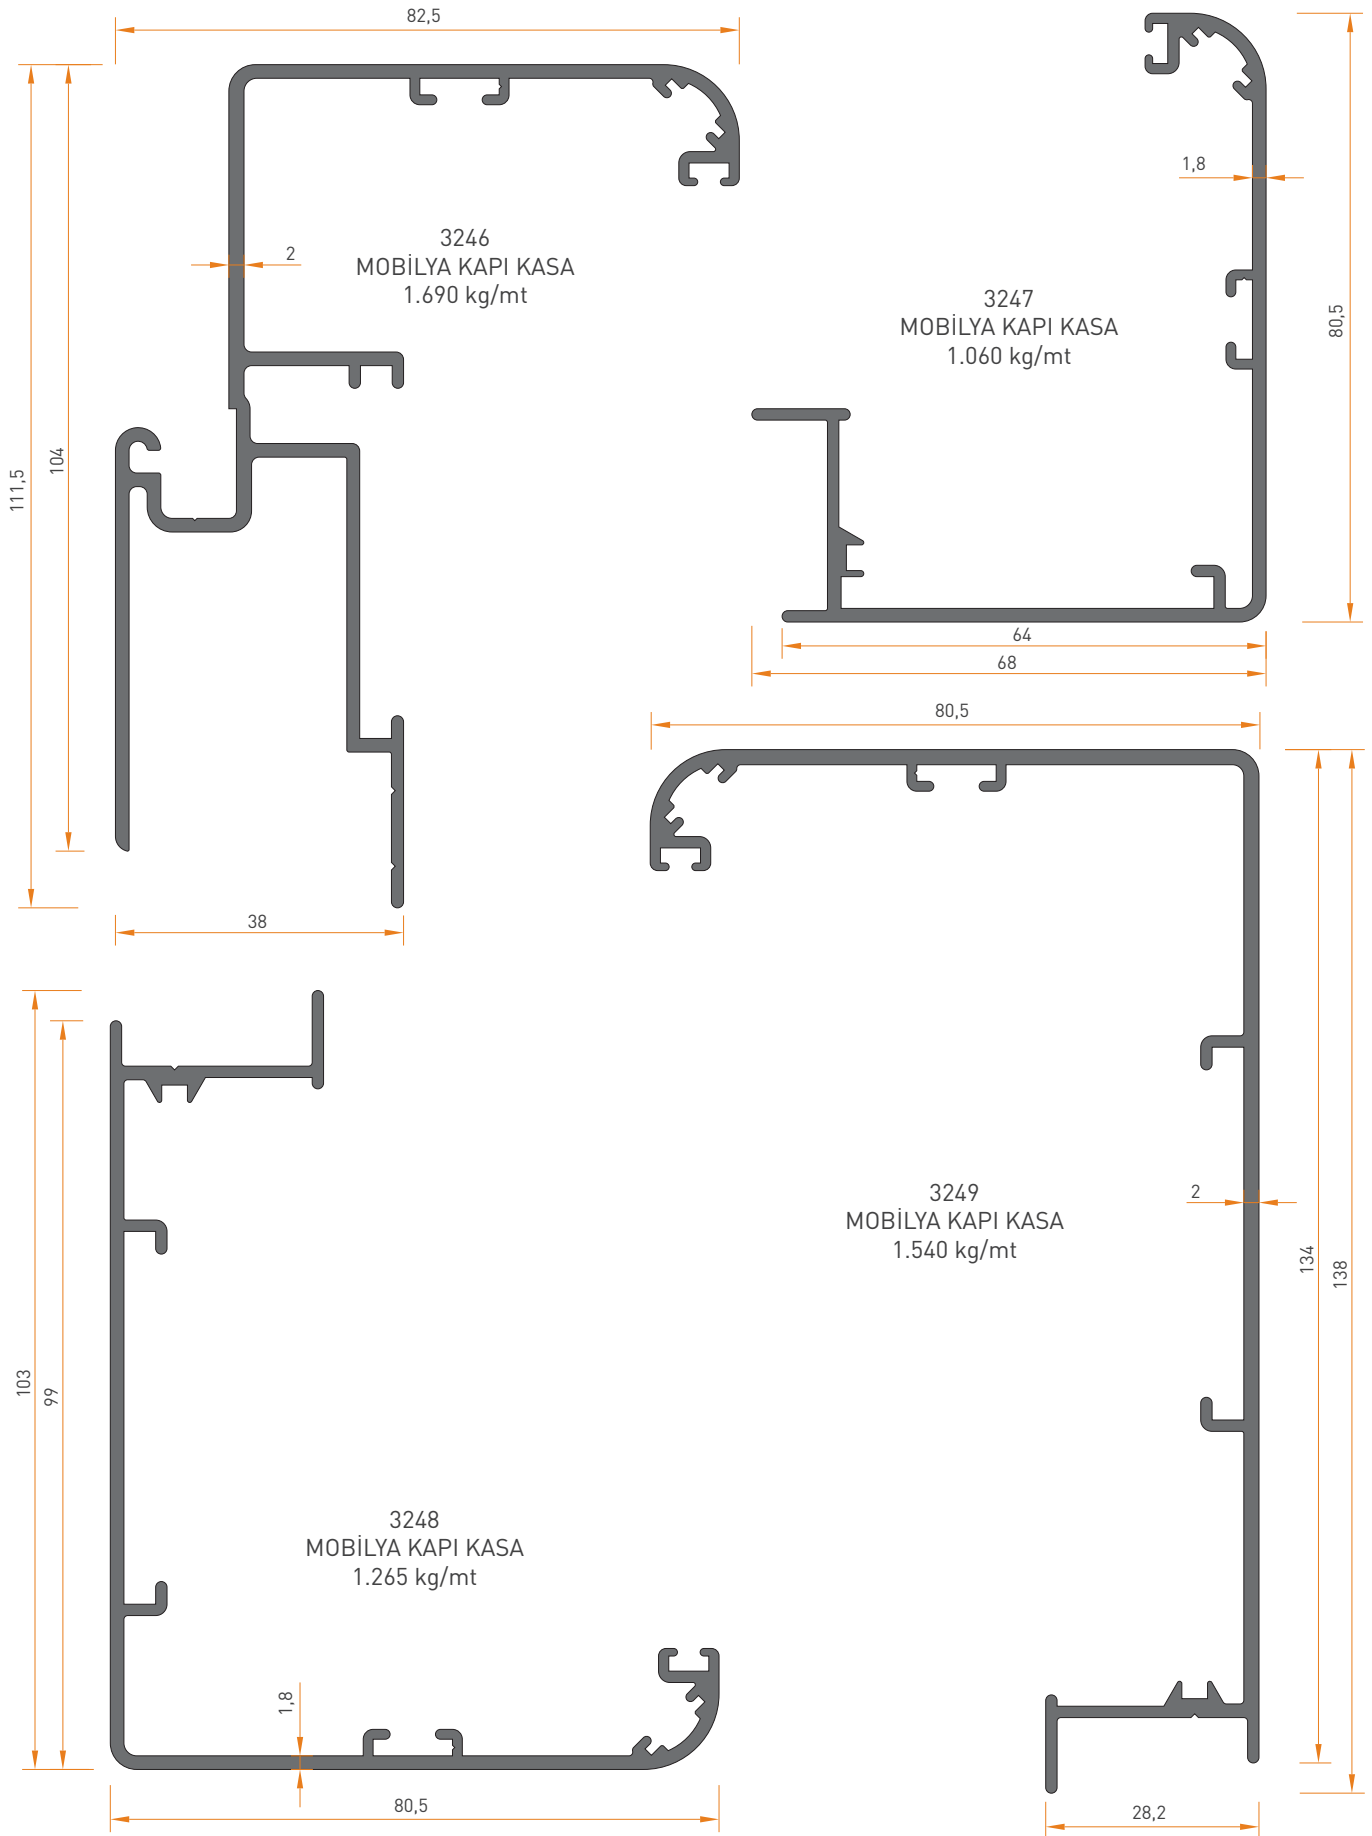 82,5
111,5
104
2
3246
MOBİLYA KAPI KASA
1.690 kg/mt
38
1,8
80,5
3247
MOBİLYA KAPI KASA
1.060 kg/mt
64
68
80,5
3249
MOBİLYA KAPI KASA
1.540 kg/mt
2
134
138
28,2
103
99
3248
MOBİLYA KAPI KASA
1.265 kg/mt
1,8
80,5